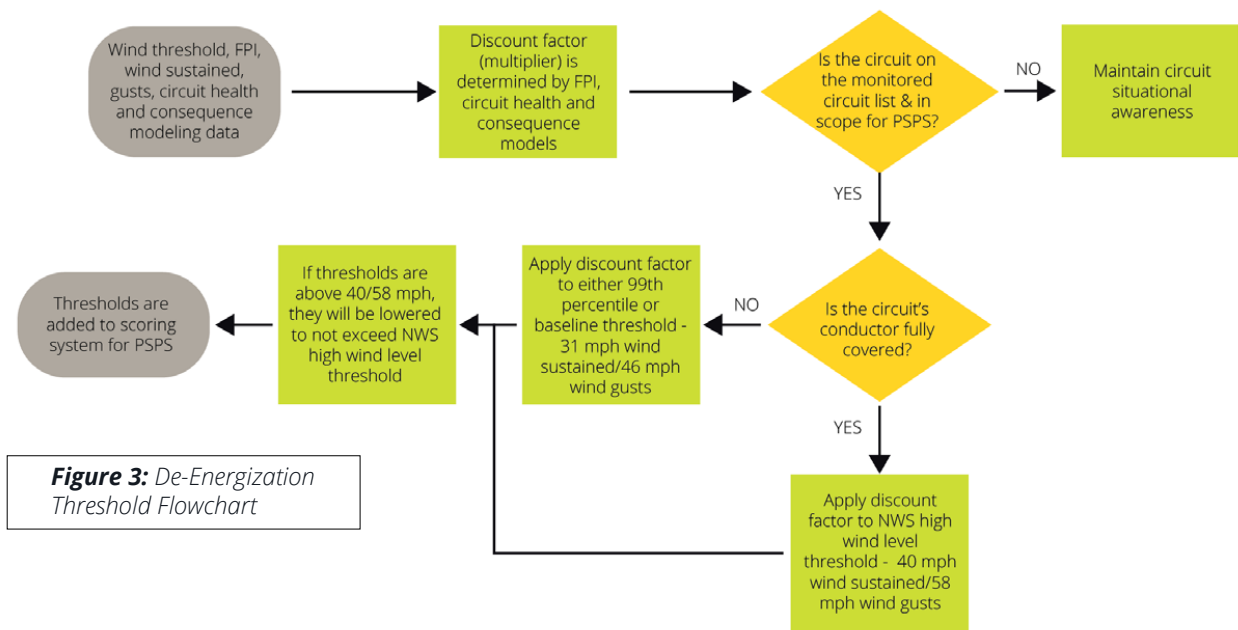 Wind threshold, FPI,
wind sustained,
gusts, circuit health
and consequence
modeling data
Discount factor
(multiplier) is
determined by FPI,
circuit health and
consequence
models
Is the circuit on
the monitored
circuit list & in
scope for PSPS?
NO
Maintain circuit
situational
awareness
YES
Is the circuit's
conductor fully
covered?
NO
Apply discount factor
to either 99th
percentile or
baseline threshold -
31 mph wind
sustained/46 mph
wind gusts
If thresholds are
above 40/58 mph,
they will be lowered
to not exceed NWS
high wind level
threshold
Thresholds are
added to scoring
system for PSPS
YES
Apply discount
factor to NWS high
wind level
threshold - 40 mph
wind sustained/58
mph wind gusts
Figure 3: De-Energization
Threshold Flowchart